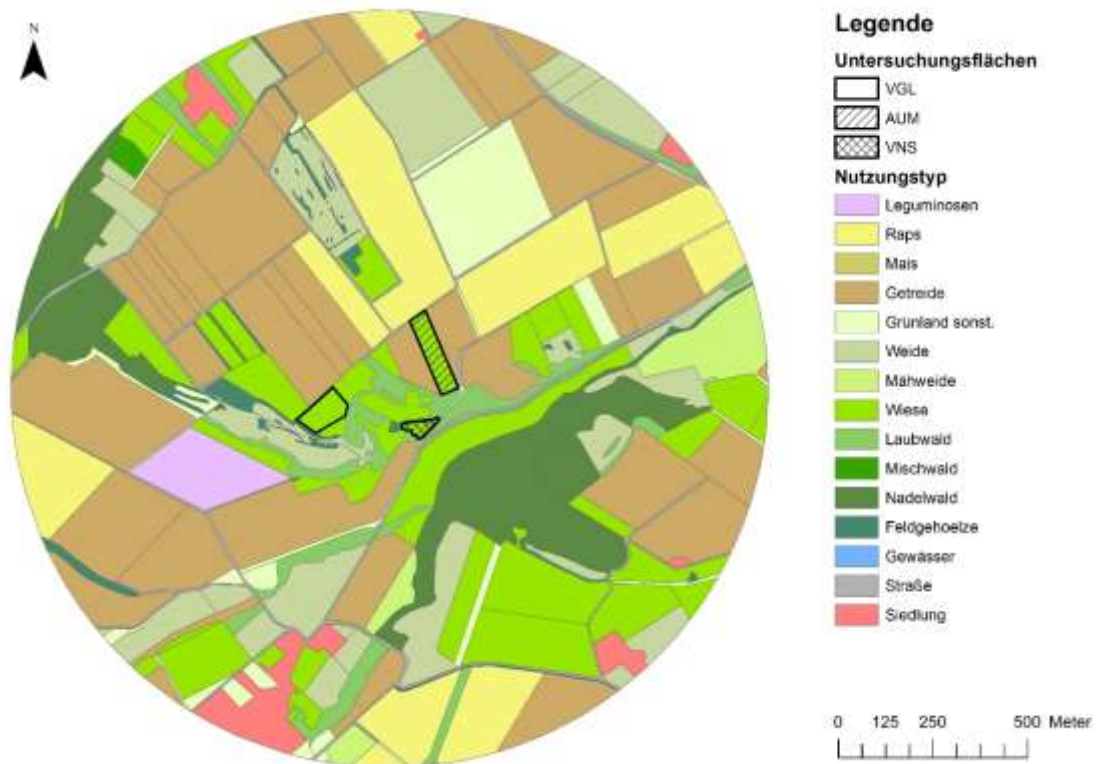 N
Legende
Untersuchungsflächen
VGL
AUM
VNS
Nutzungstyp
Leguminosen
Raps
Mais
Getreide
Grünland sonst.
Weide
Mähweide
Wiese
Laubwald
Mischwald
Nadelwald
Feldgehoelze
Gewässer
Straße
Siedlung
0 125 250 500 Meter